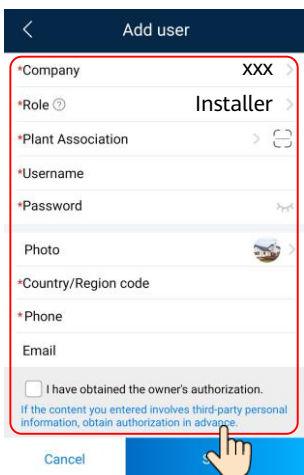 Add user
*Company XXX
*Role Installer
*Plant Association
*Username
*Password
Photo
*Country/Region code
*Phone
Email
I have obtained the owner's authorization.
If the content you entered involves third-party personal
information, obtain authorization in advance.
Cancel